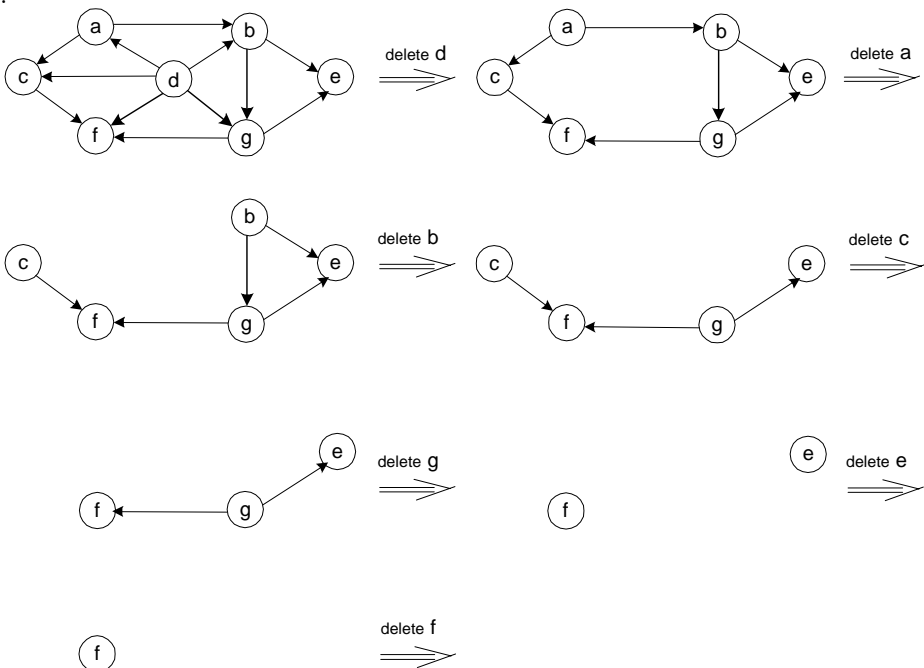 .
a b
c d e
f g
delete d
a b
c e
f g
delete a
b
c e
f g
delete b
c e
f g
delete c
e
f g
delete g
e
f
delete e
f
delete f